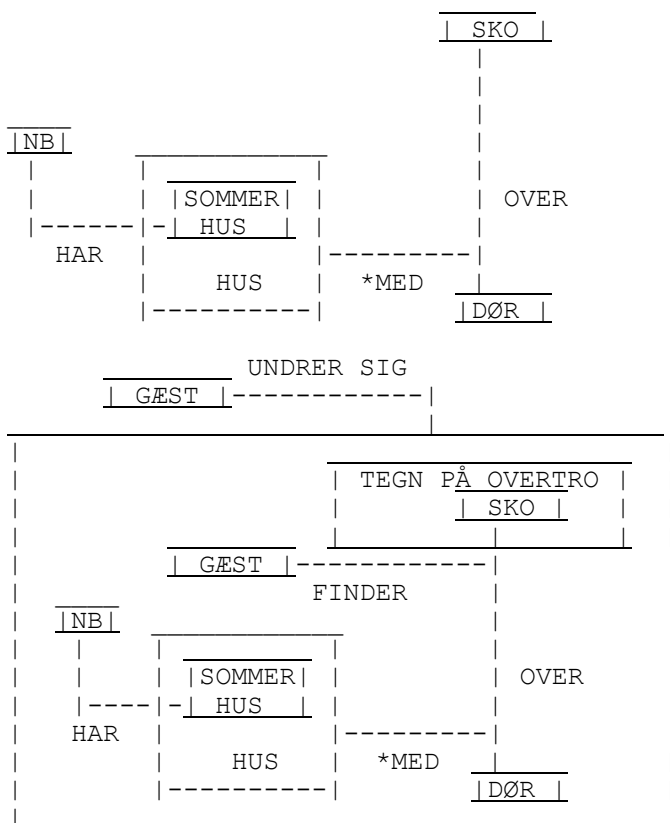 SKO
NB
SOMMER OVER
HUS
HAR
HUS *MED
DØR
UNDRER SIG
GÆST
TEGN PÅ OVERTRO
SKO
GÆST
FINDER
NB
SOMMER OVER
HUS
HAR
HUS *MED
DØR